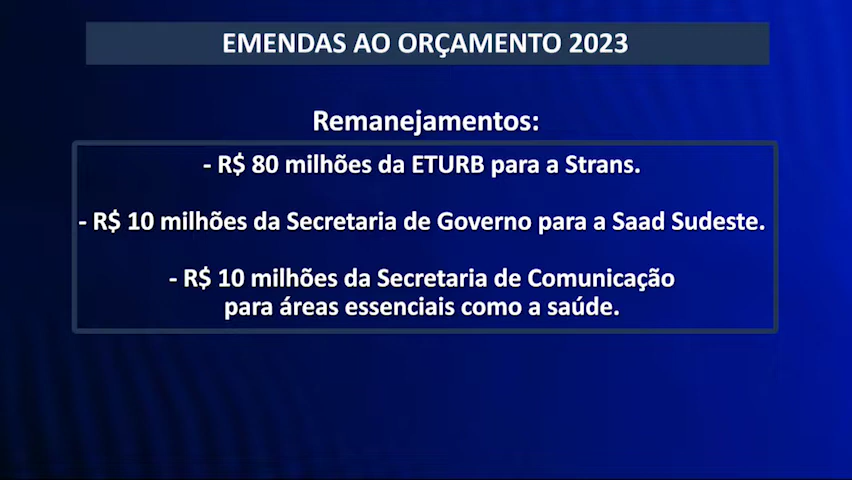 EMENDAS AO ORÇAMENTO 2023
Remanejamentos:
- R$ 80 milhões da ETURB para a Strans.
- R$ 10 milhões da Secretaria de Governo para a Saad Sudeste.
- R$ 10 milhões da Secretaria de Comunicação
para áreas essenciais como a saúde.